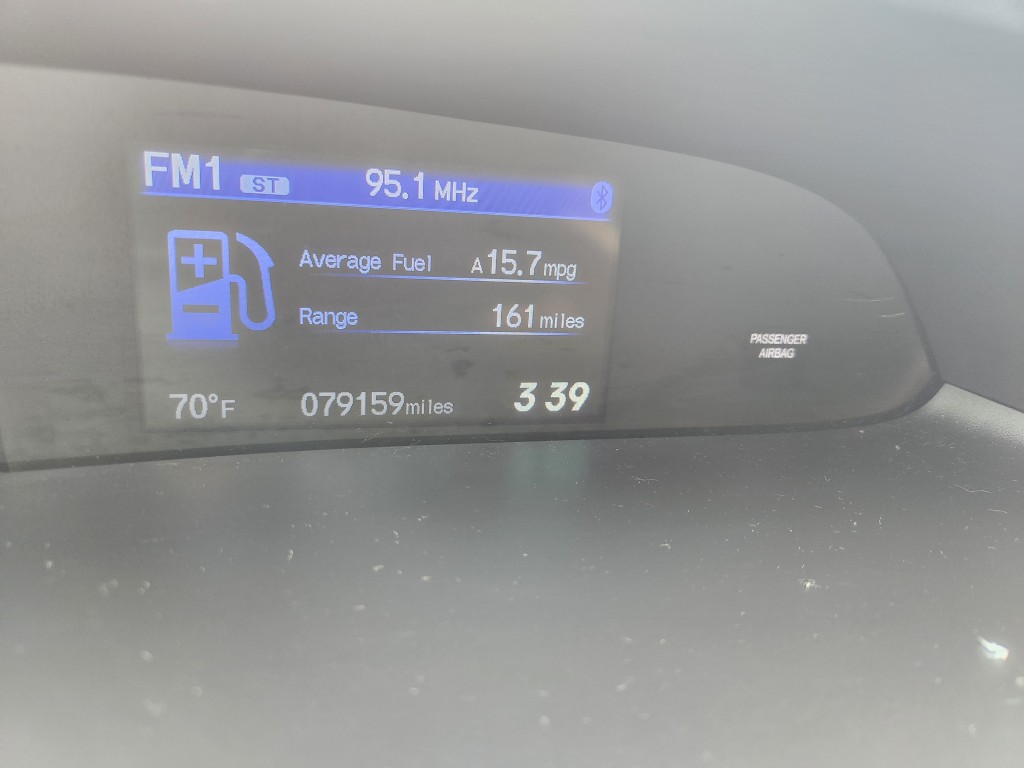 FM1 ST 95.1 MHz
Average Fuel A 15.7 mpg
Range 161 miles
70°F 079159 miles 3 39
PASSENGER
AIRBAG